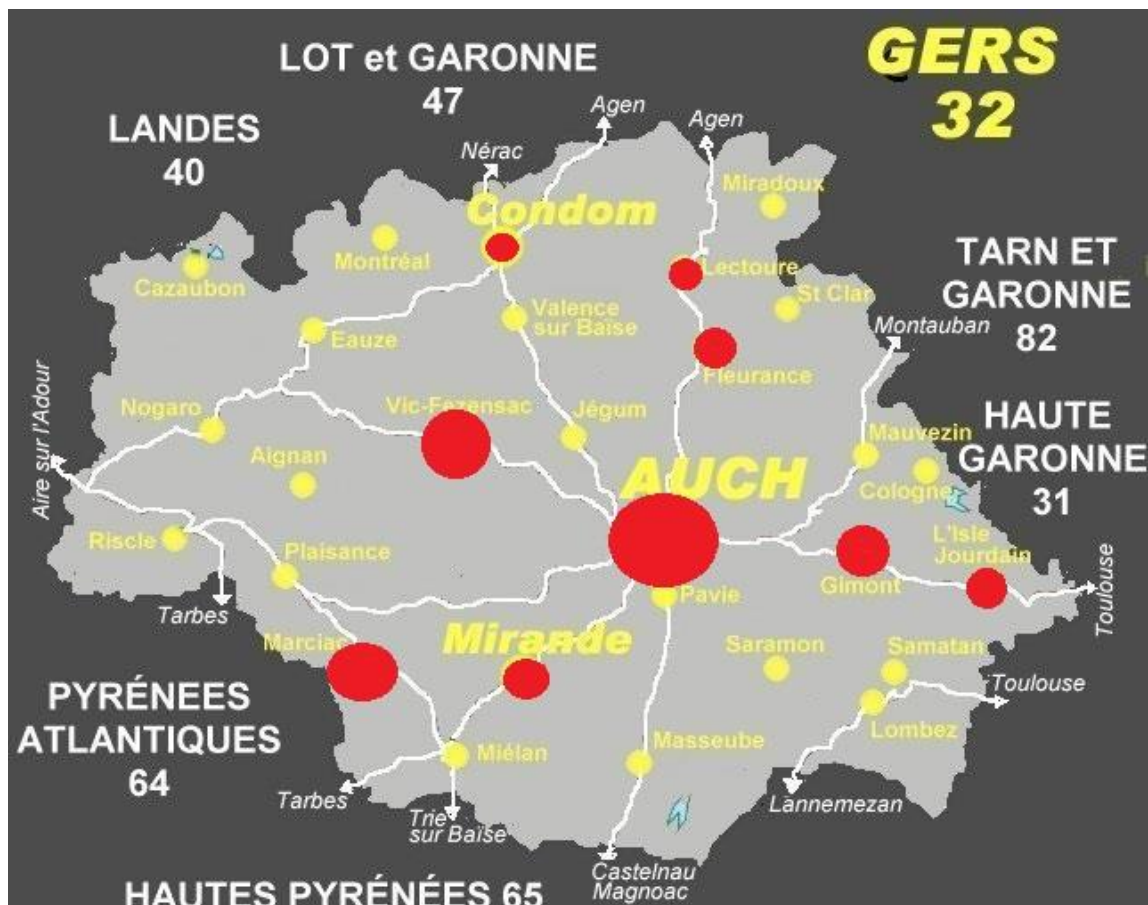 LOT et GARONNE
47
GERS
32
LANDES
40
Agen
Agen
Nérac
Miradoux
Condom
Montréal
Lectoure
Cazaubon
St Clar
TARN ET
GARONNE
82
Valence
sur Baïse
Eauze
Montauban
Fleurance
Aire sur l'Adour
Nogaro
Vic-Fezensac
Jégum
HAUTE
GARONNE
31
Mauvezin
Aignan
AUCH
Cologne
Riscle
Plaisance
L'Isle
Jourdain
Gimont
Pavie
Toulouse
Tarbes
Marciac
Mirande
Saramon
Samatan
Toulouse
PYRÉNEES
ATLANTIQUES
64
Lombez
Miélan
Masseube
Tarbes
Trie
sur Baïse
Lannemezan
Castelnau
Magnoac
HAUTES PYRÉNÉES 65